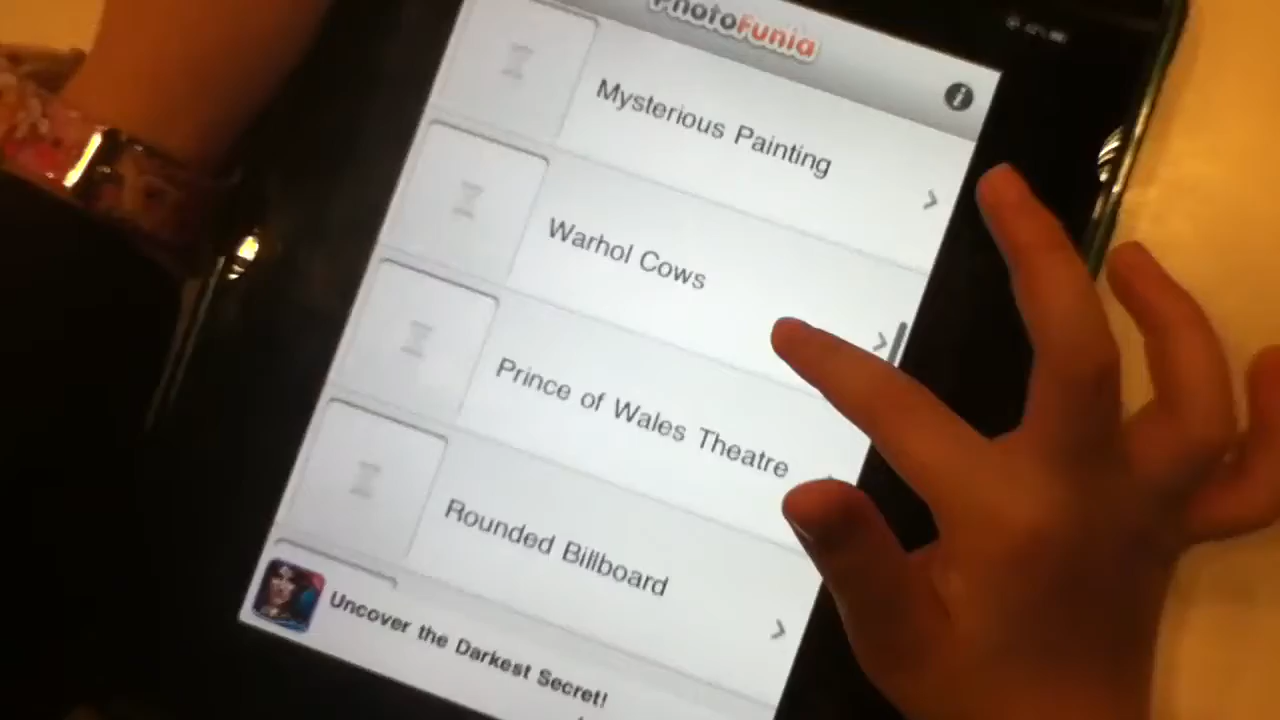 PhotoFunia
Mysterious Painting
Warhol Cows
Prince of Wales Theatre
Rounded Billboard
Uncover the Darkest Secret!